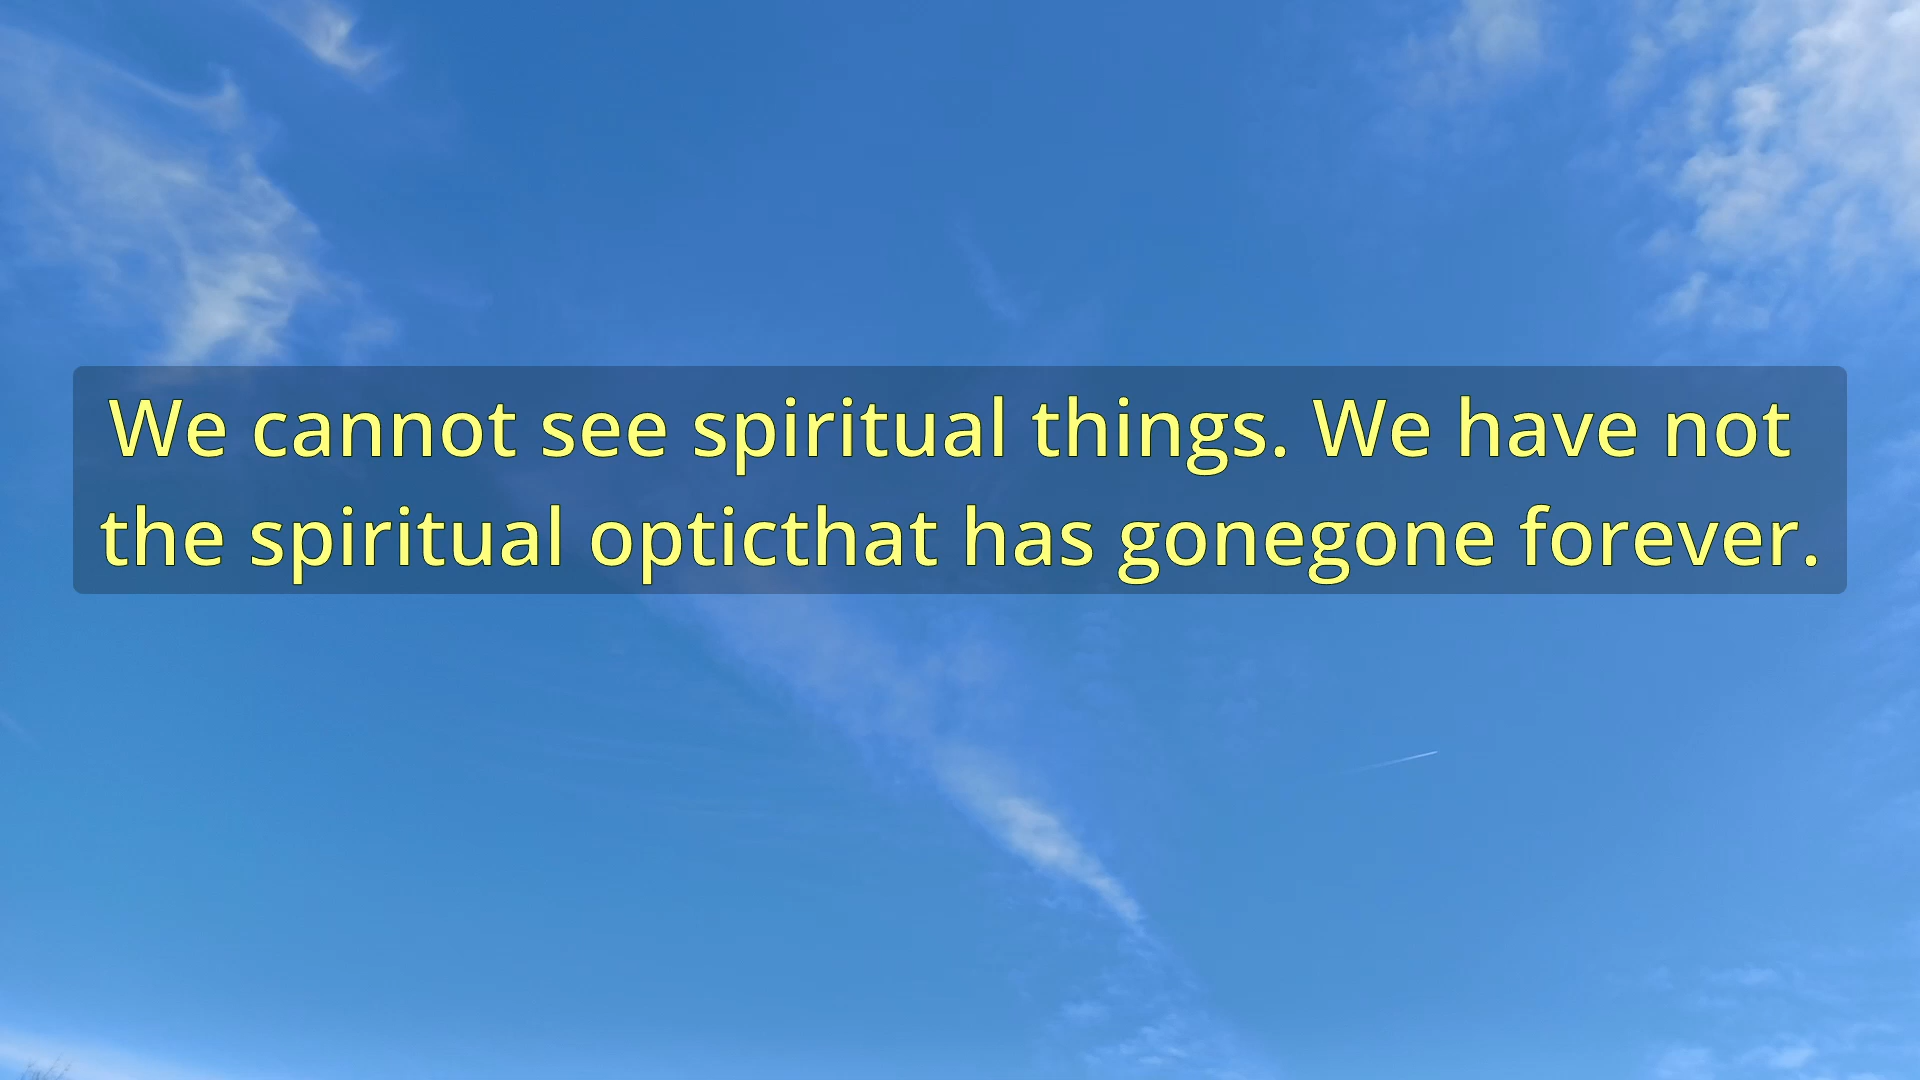 We cannot see spiritual things. We have not
the spiritual opticthat has gonegone forever.